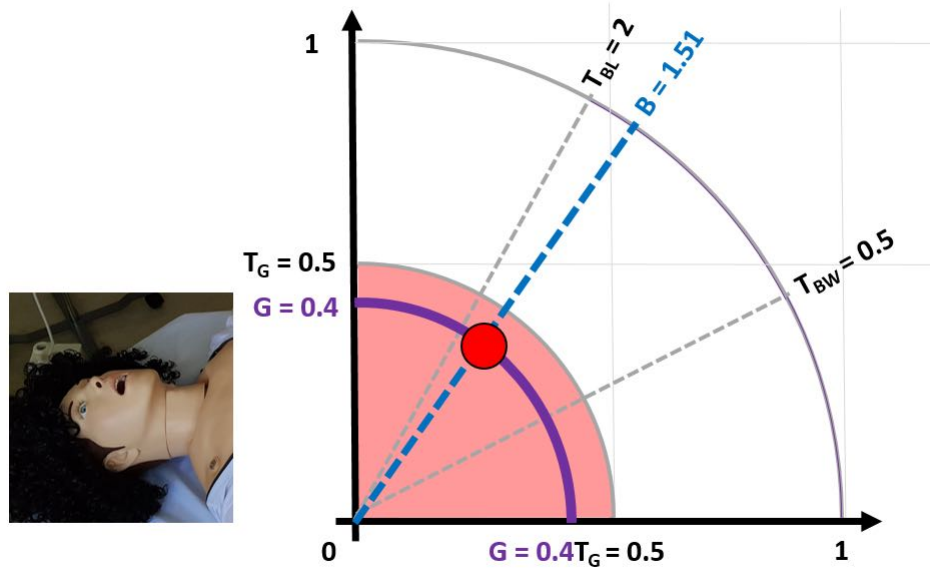 1
T_BL = 2
B = 1.51
T_G = 0.5
G = 0.4
T_BW = 0.5
0
G = 0.4
T_G = 0.5
1